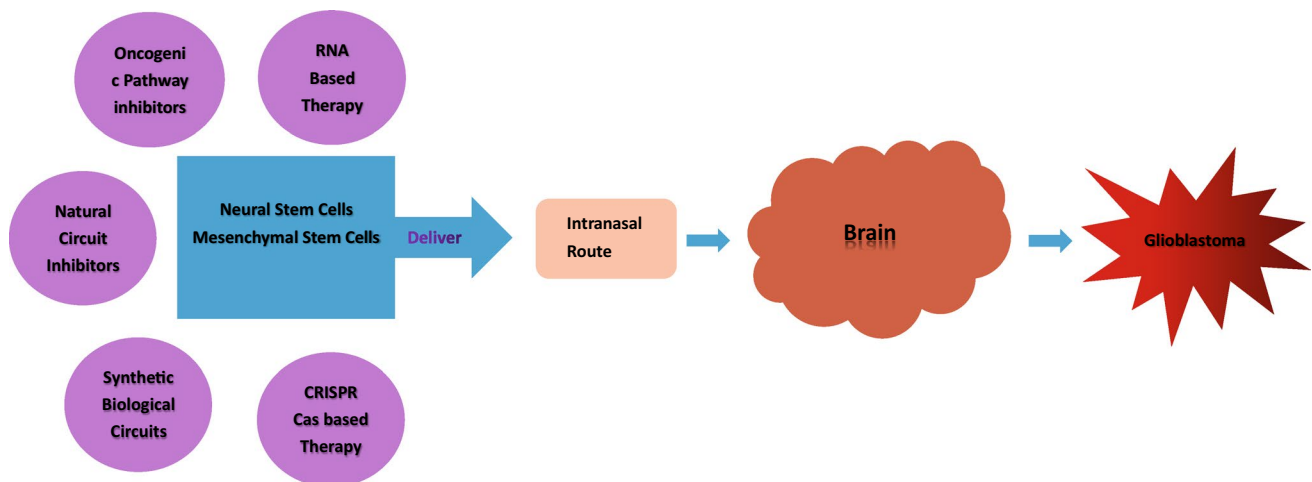 Oncogeni
c Pathway
inhibitors
RNA
Based
Therapy
Natural
Circuit
Inhibitors
Neural Stem Cells
Mesenchymal Stem Cells
Deliver
Intranasal
Route
Brain
Glioblastoma
Synthetic
Biological
Circuits
CRISPR
Cas based
Therapy